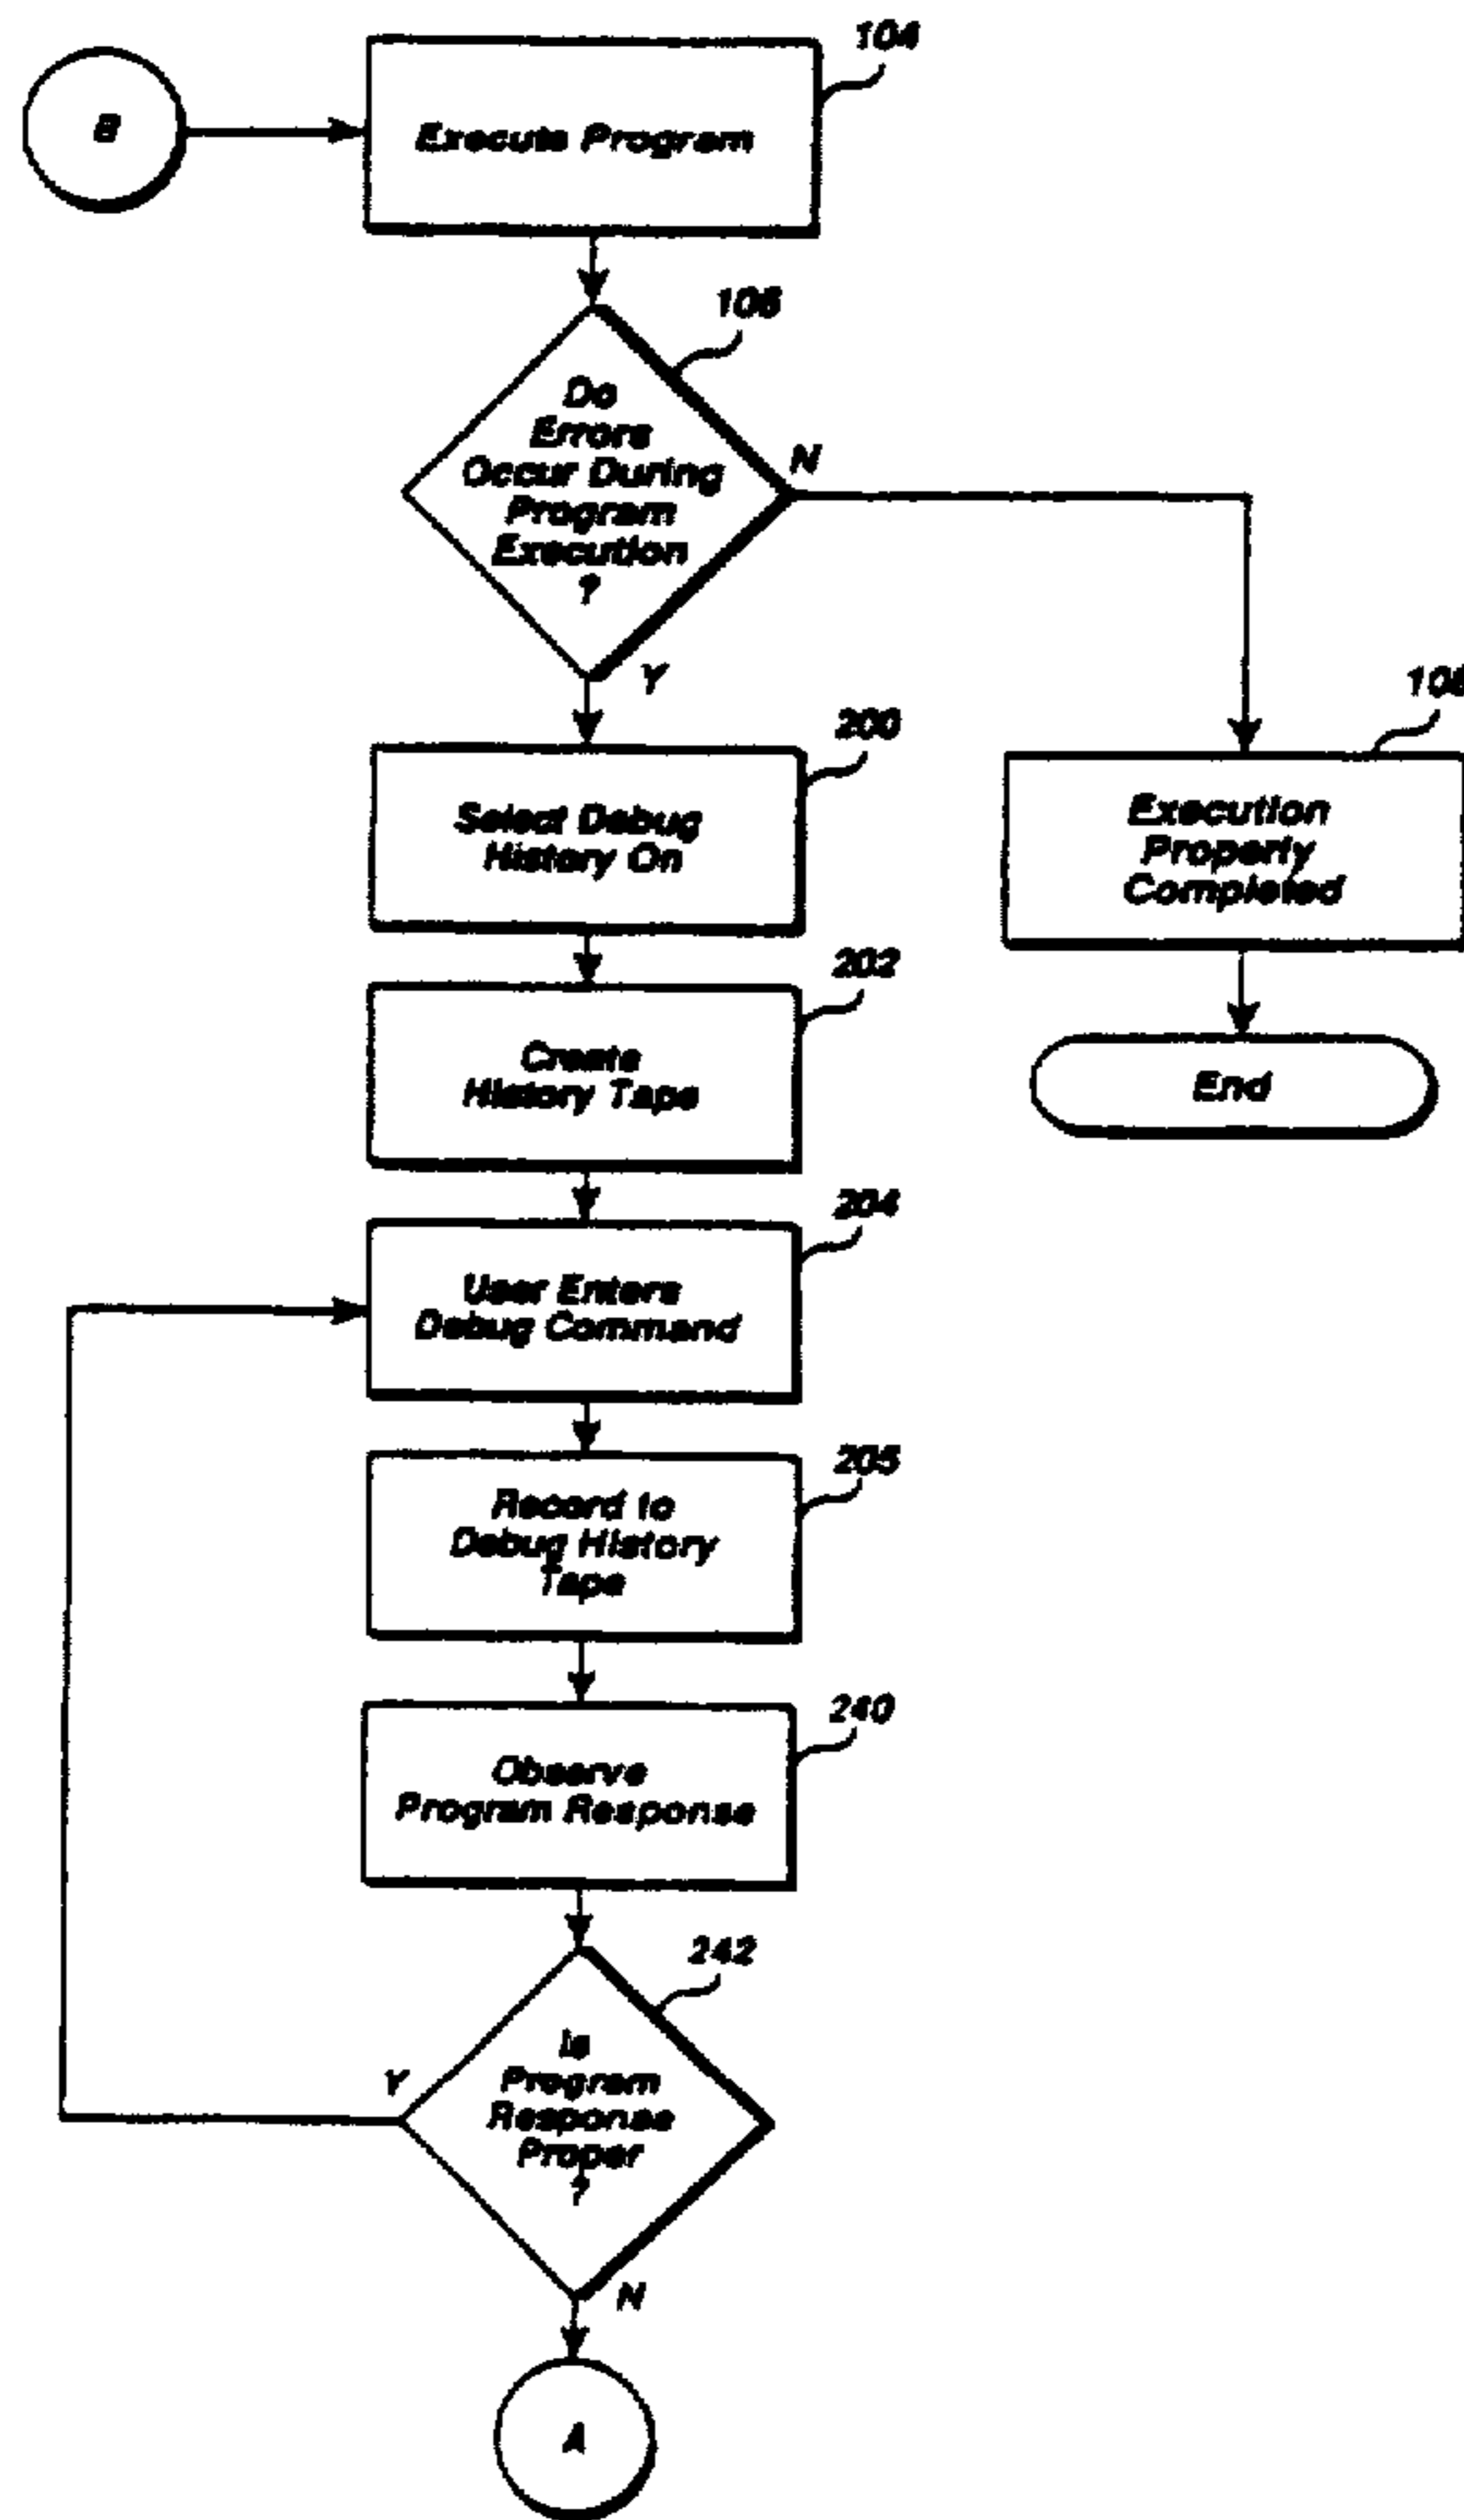 B
Execute Program
Do
Errors
Occur During
Program
Execution
?
N
Y
200
Select Debug
History On
Execution
Properly
Completed
202
Create
History Tape
End
204
User Enters
Debug Command
205
Record to
Debug History
Tape
240
Observe
Program Response
242
Is
Program
Response
Proper
?
Y
N
A